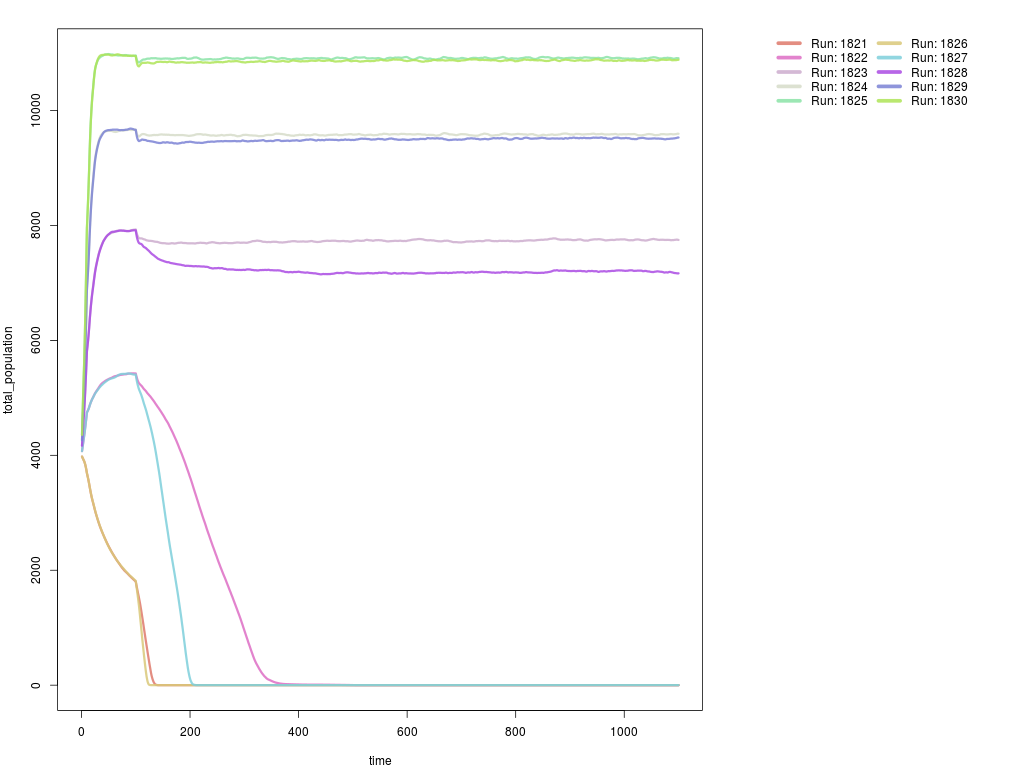 total_population
10000
8000
6000
4000
2000
0
0 200 400 600 800 1000
time
Run: 1821 Run: 1826
Run: 1822 Run: 1827
Run: 1823 Run: 1828
Run: 1824 Run: 1829
Run: 1825 Run: 1830